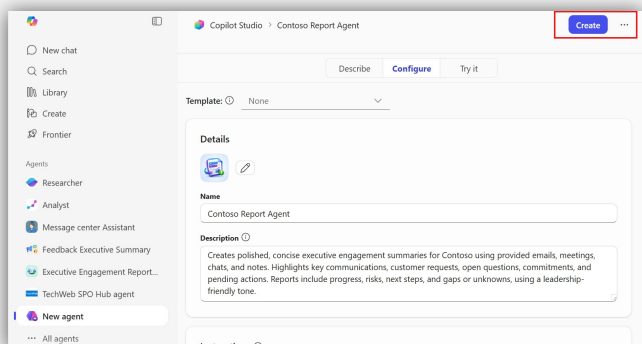 Copilot Studio > Contoso Report Agent
Create
...
New chat
Search
Library
Create
Frontier
Agents
Researcher
Analyst
Message center Assistant
Feedback Executive Summary
Executive Engagement Report...
TechWeb SPO Hub agent
New agent
... All agents
Describe
Configure
Try it
Template:
None
Details
Name
Contoso Report Agent
Description
Creates polished, concise executive engagement summaries for Contoso using provided emails, meetings,
chats, and notes. Highlights key communications, customer requests, open questions, commitments, and
pending actions. Reports include progress, risks, next steps, and gaps or unknowns, using a leadership-
friendly tone.